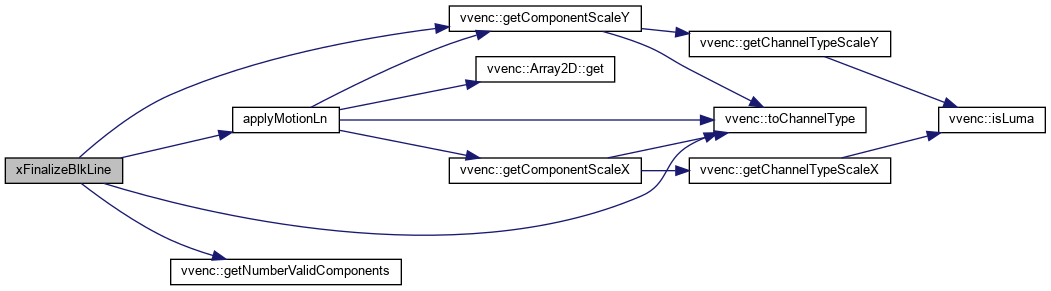 vvenc::getComponentScaleY
vvenc::getChannelTypeScaleY
vvenc::Array2D::get
applyMotionLn
vvenc::toChannelType
vvenc::isLuma
xFinalizeBlkLine
vvenc::getComponentScaleX
vvenc::getChannelTypeScaleX
vvenc::getNumberValidComponents